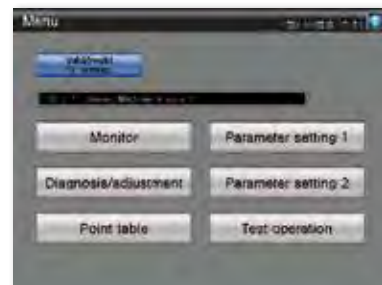 Menu
Monitor
Parameter setting 1
Diagnosis/adjustment
Parameter setting 2
Point table
Test operation